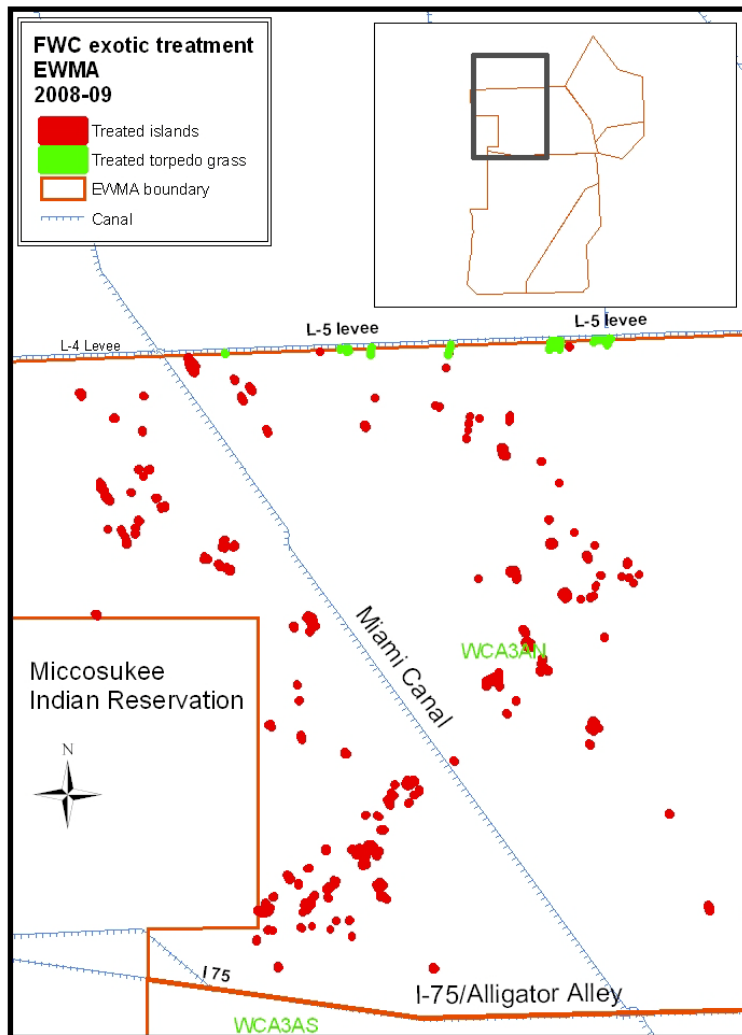 FWC exotic treatment
EWMA
2008-09
Treated islands
Treated torpedo grass
EWMA boundary
Canal
L-4 Levee
L-5 levee
L-5 levee
Miami Canal
WCA3AN
Miccosukee
Indian Reservation
N
I 75
I-75/Alligator Alley
WCA3AS